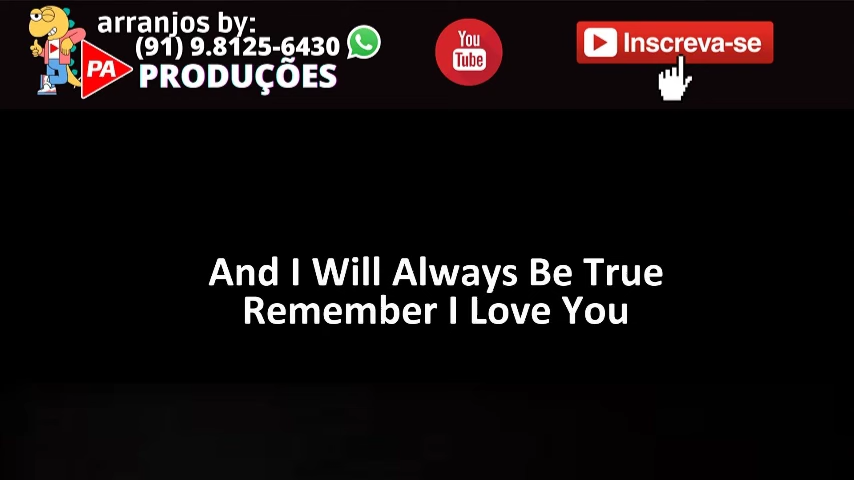 arranjos by:
(91) 9.8125-6430
PA
PRODUÇÕES
You
Tube
Inscreva-se
And I Will Always Be True
Remember I Love You